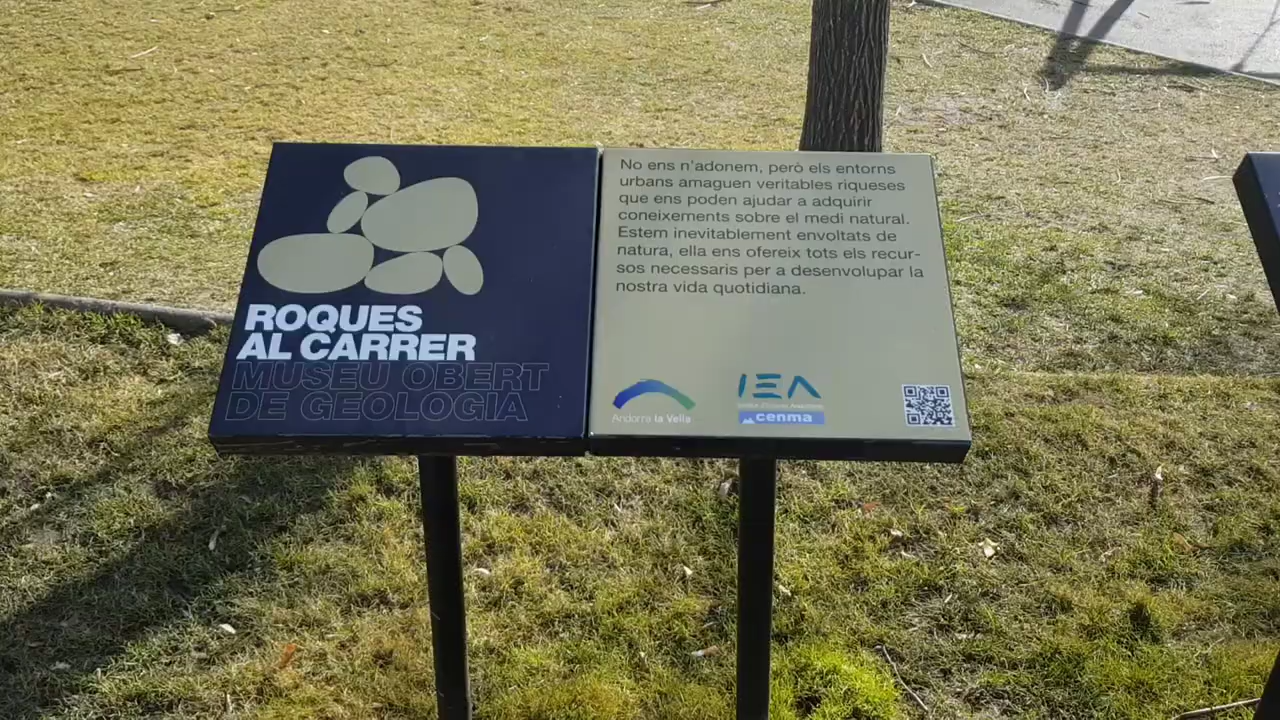 ROQUES
AL CARRER
MUSEU OBERT
DE GEOLOGIA
No ens n'adonem, però els entorns
urbans amaguen veritables riqueses
que ens poden ajudar a adquirir
coneixements sobre el medi natural.
Estem inevitablement envoltats de
natura, ella ens ofereix tots els recur-
sos necessaris per a desenvolupar la
nostra vida quotidiana.
Andorra la Vella
IEA
cenma